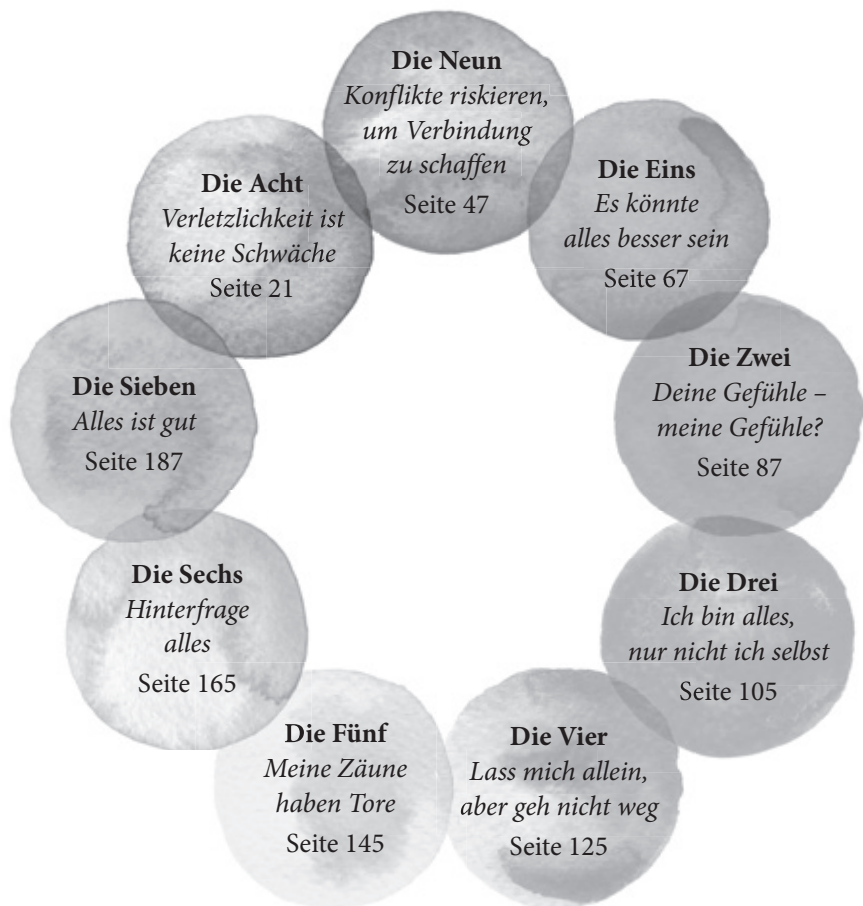 Die Neun
Konflikte riskieren,
um Verbindung
zu schaffen
Seite 47
Die Eins
Es könnte
alles besser sein
Seite 67
Die Zwei
Deine Gefühle –
meine Gefühle?
Seite 87
Die Drei
Ich bin alles,
nur nicht ich selbst
Seite 105
Die Vier
Lass mich allein,
aber geh nicht weg
Seite 125
Die Fünf
Meine Zäune
haben Tore
Seite 145
Die Sechs
Hinterfrage
alles
Seite 165
Die Sieben
Alles ist gut
Seite 187
Die Acht
Verletzlichkeit ist
keine Schwäche
Seite 21